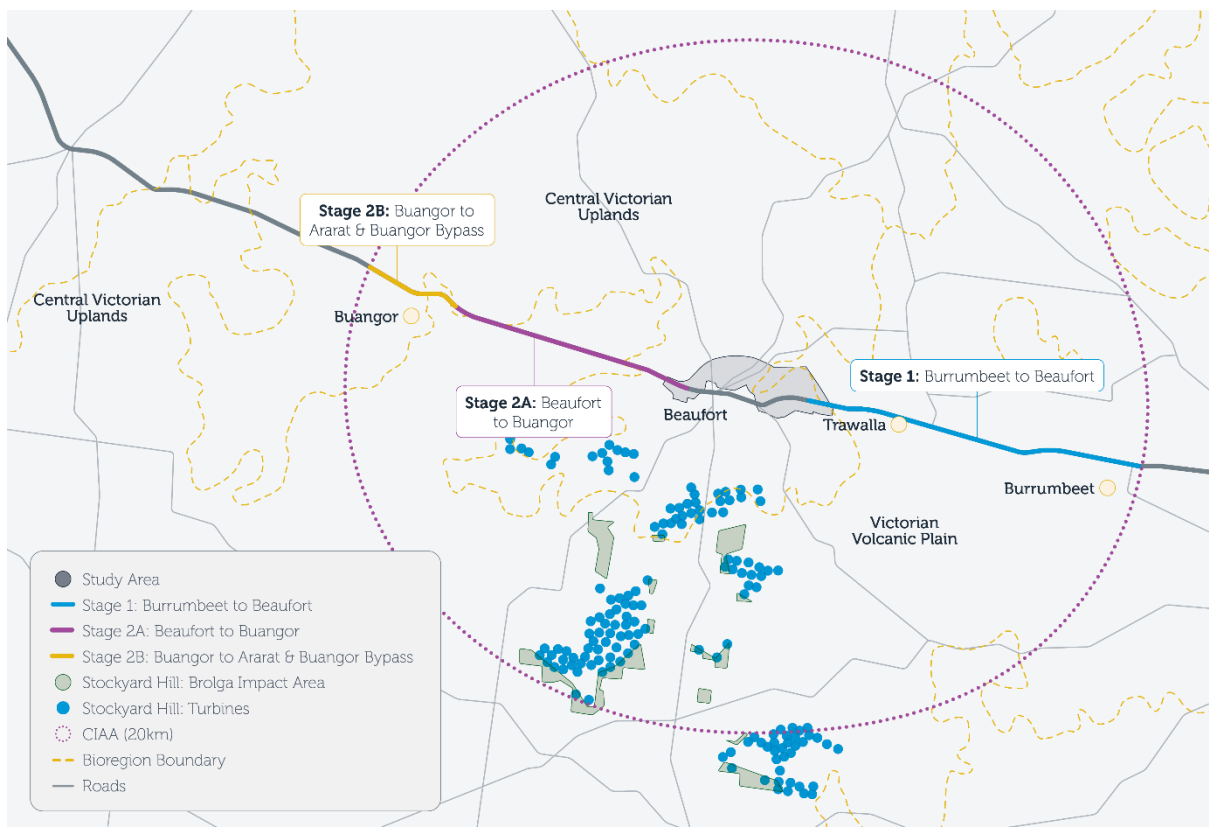 Central Victorian
Uplands
Stage 2B: Buangor to
Ararat & Buangor Bypass
Central Victorian
Uplands
Buangor
Stage 2A: Beaufort
to Buangor
Beaufort
Stage 1: Burrumbeet to Beaufort
Trawalla
Burrumbeet
Victorian
Volcanic Plain
Study Area
Stage 1: Burrumbeet to Beaufort
Stage 2A: Beaufort to Buangor
Stage 2B: Buangor to Ararat & Buangor Bypass
Stockyard Hill: Brolga Impact Area
Stockyard Hill: Turbines
CIAA (20km)
Bioregion Boundary
Roads